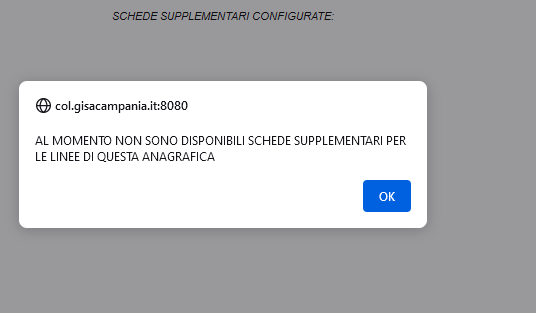 SCHEDE SUPPLEMENTARI CONFIGURATE:
col.gisacampania.it:8080
AL MOMENTO NON SONO DISPONIBILI SCHEDE SUPPLEMENTARI PER
LE LINEE DI QUESTA ANAGRAFICA
OK